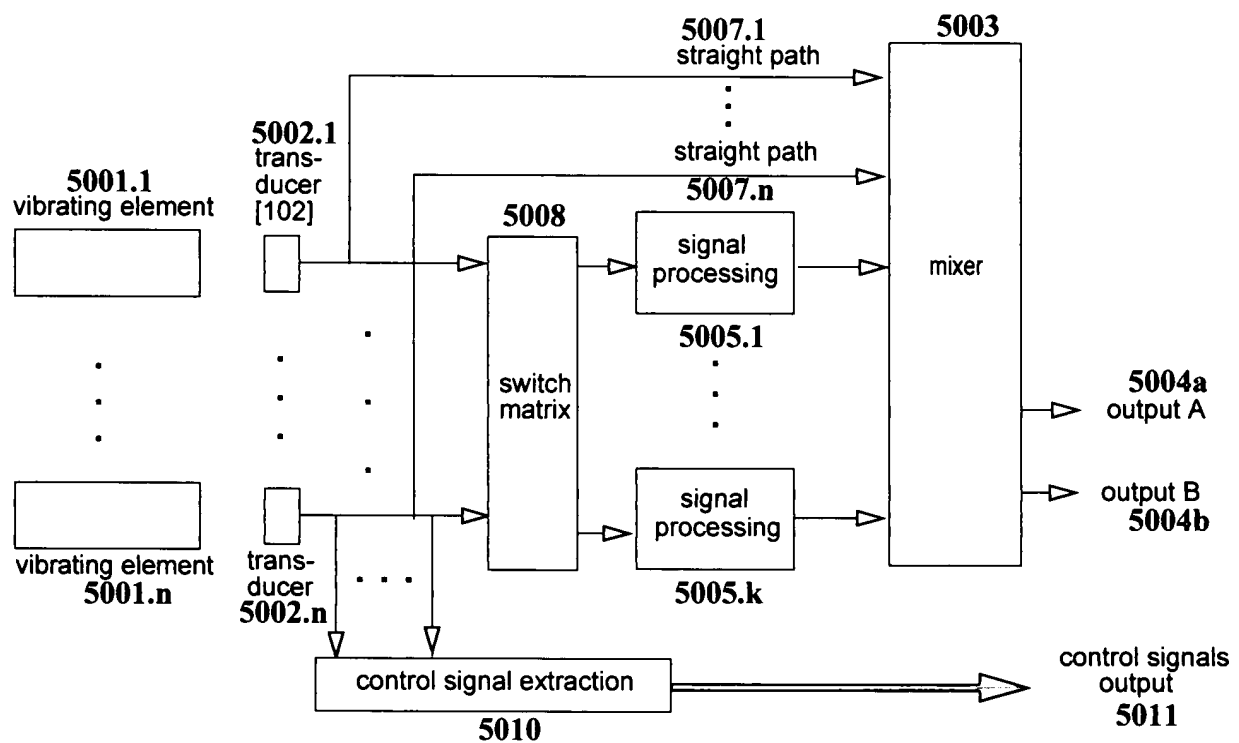 5007.1
straight path
5003
5002.1
trans-
ducer
[102]
straight path
5007.n
5001.1
vibrating element
5008
signal
processing
5005.1
mixer
switch
matrix
5004a
output A
output B
5004b
signal
processing
5005.k
vibrating element
5001.n
trans-
ducer
5002.n
control signal extraction
5010
control signals
output
5011